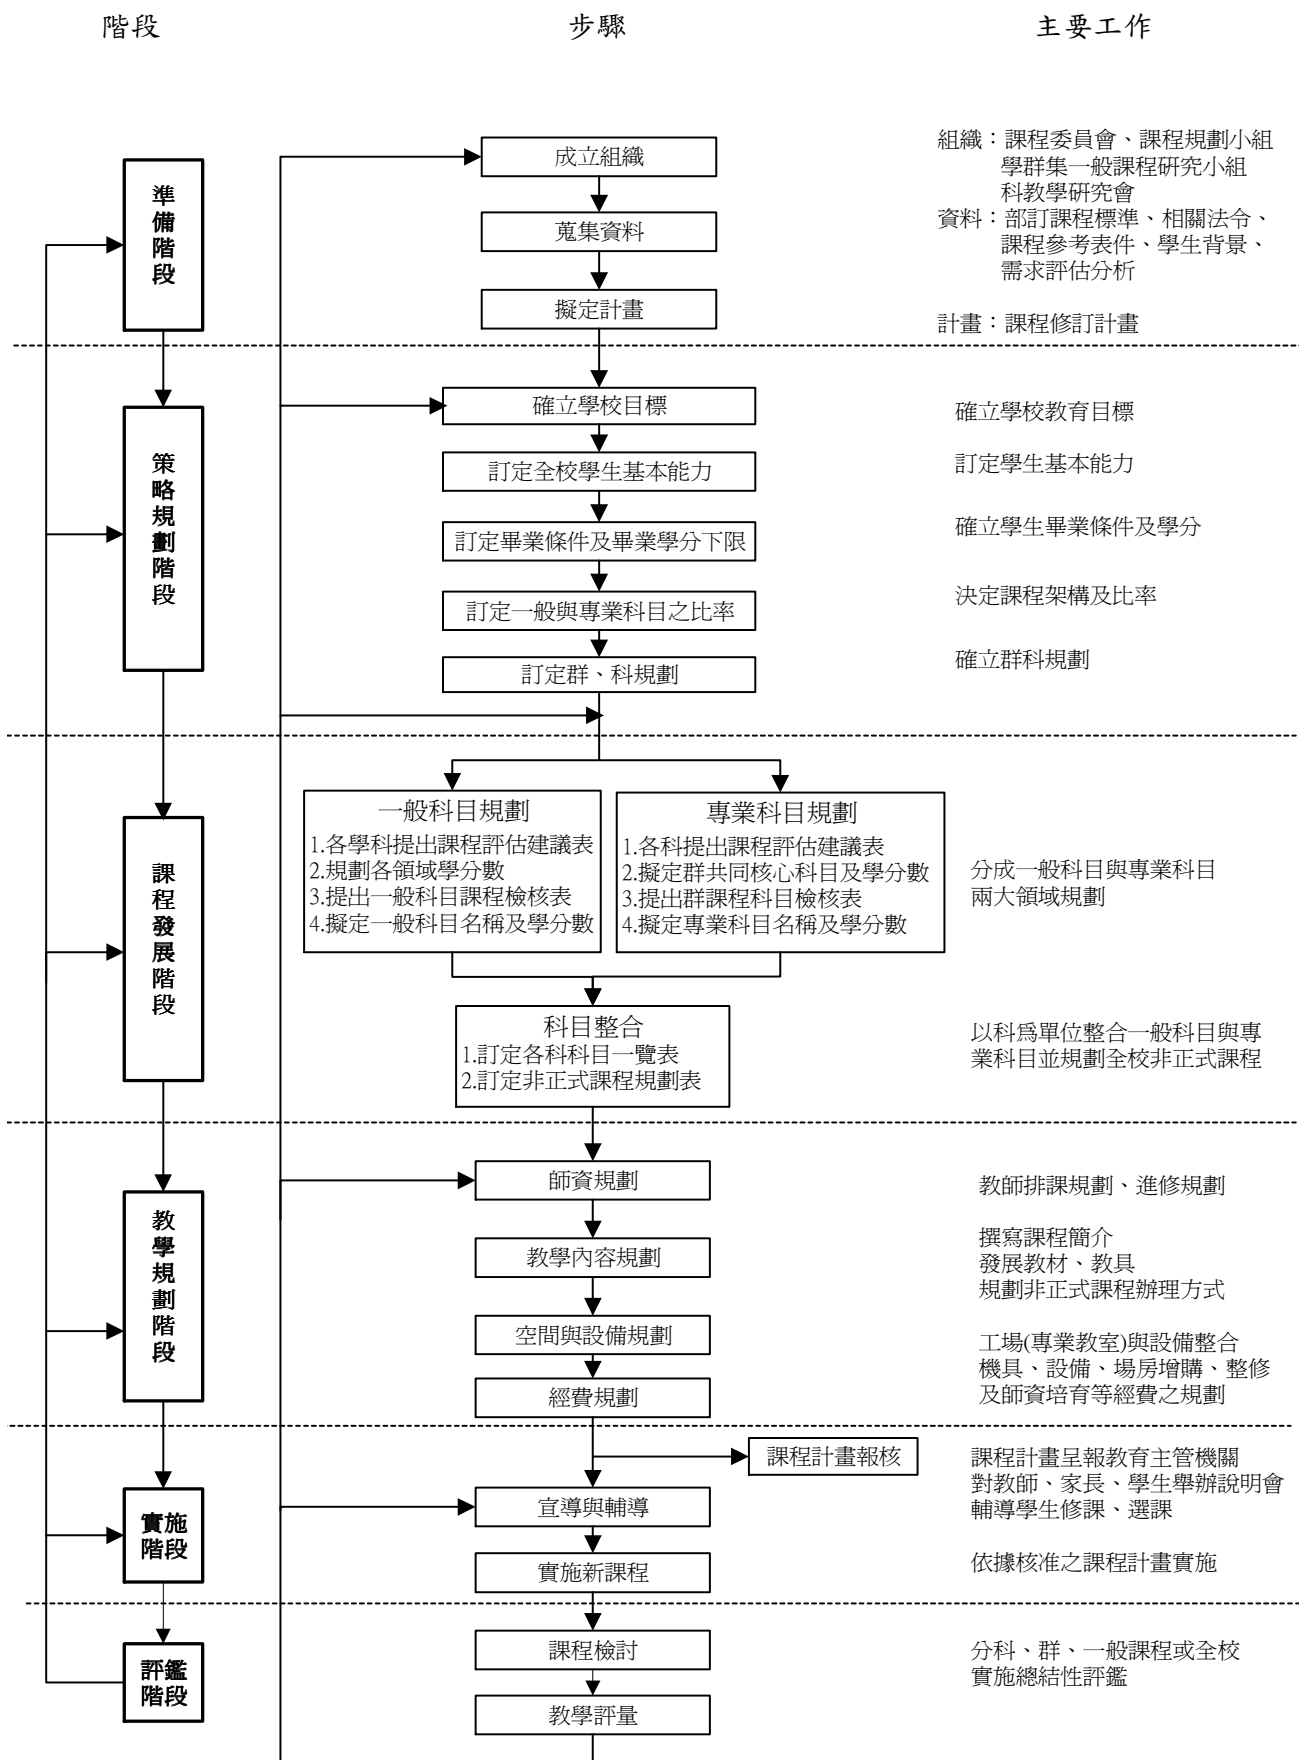 階段
步驟
主要工作
準備階段
成立組織
蒐集資料
擬定計畫
組織：課程委員會、課程規劃小組
學群集一般課程研究小組
科教學研究會
資料：部訂課程標準、相關法令、
課程參考表件、學生背景、
需求評估分析
計畫：課程修訂計畫
策略規劃階段
確立學校目標
訂定全校學生基本能力
訂定畢業條件及畢業學分下限
訂定一般與專業科目之比率
訂定群、科規劃
確立學校教育目標
訂定學生基本能力
確立學生畢業條件及學分
決定課程架構及比率
確立群科規劃
課程發展階段
一般科目規劃
1.各學科提出課程評估建議表
2.規劃各領域學分數
3.提出一般科目課程檢核表
4.擬定一般科目名稱及學分數
專業科目規劃
1.各科提出課程評估建議表
2.擬定群共同核心科目及學分數
3.提出群課程科目檢核表
4.擬定專業科目名稱及學分數
分成一般科目與專業科目
兩大領域規劃
科目整合
1.訂定各科科目一覽表
2.訂定非正式課程規劃表
以科為單位整合一般科目與專
業科目並規劃全校非正式課程
教學規劃階段
師資規劃
教學內容規劃
空間與設備規劃
經費規劃
教師排課規劃、進修規劃
撰寫課程簡介
發展教材、教具
規劃非正式課程辦理方式
工場(專業教室)與設備整合
機具、設備、場房增購、整修
及師資培育等經費之規劃
實施
階段
課程計畫報核
宣導與輔導
實施新課程
課程計畫呈報教育主管機關
對教師、家長、學生舉辦說明會
輔導學生修課、選課
依據核准之課程計畫實施
評鑑
階段
課程檢討
教學評量
分科、群、一般課程或全校
實施總結性評鑑